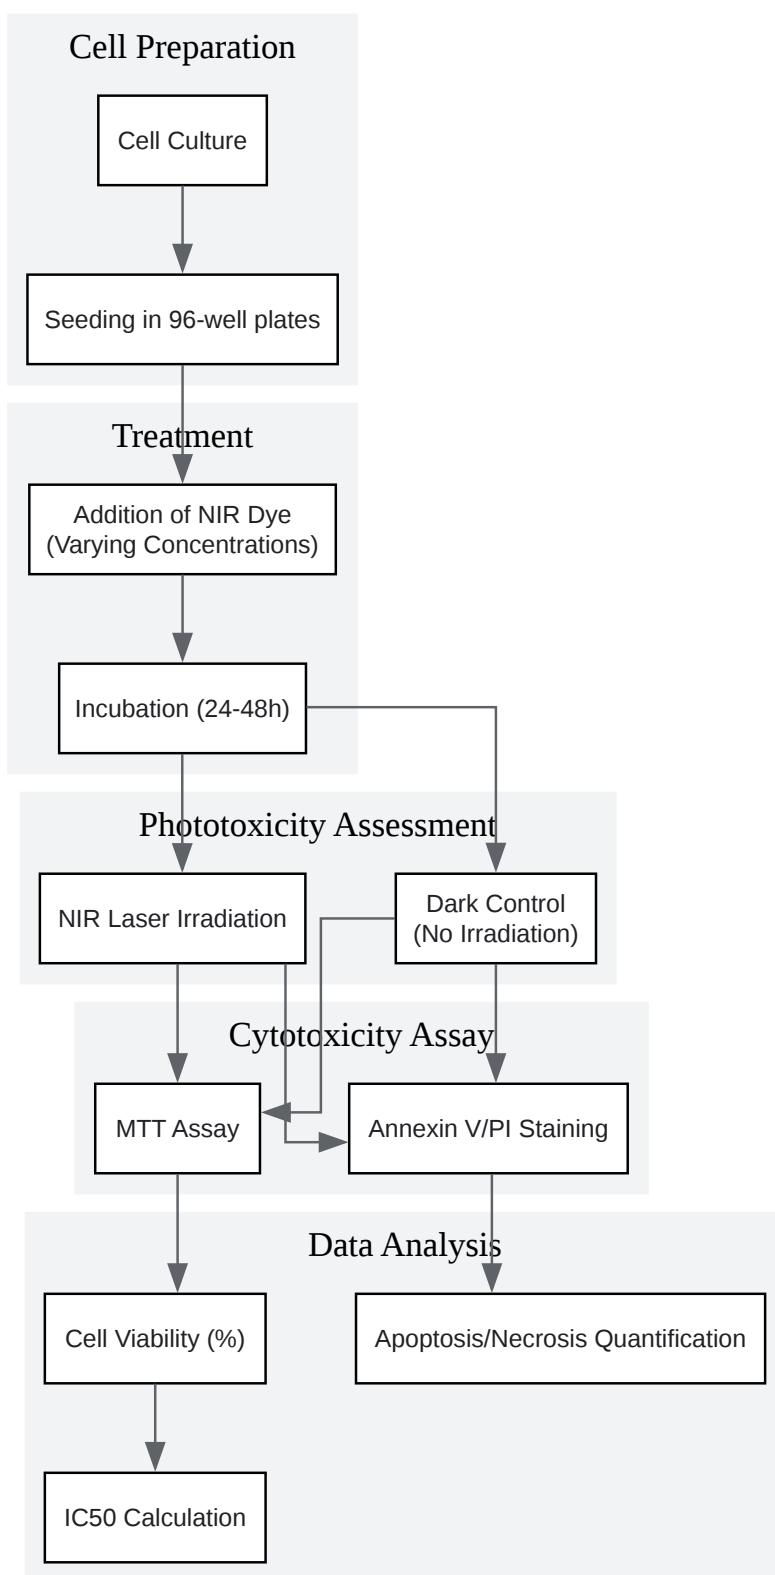 Cell Preparation
Cell Culture
Seeding in 96-well plates
Treatment
Addition of NIR Dye
(Varying Concentrations)
Incubation (24-48h)
Phototoxicity Assessment
NIR Laser Irradiation
Dark Control
(No Irradiation)
Cytotoxicity Assay
MTT Assay
Annexin V/PI Staining
Data Analysis
Cell Viability (%)
Apoptosis/Necrosis Quantification
IC50 Calculation